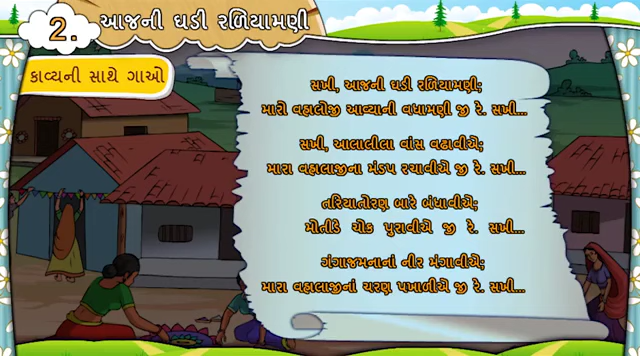 2. આજની ઘડી રળિયામણી
કાવ્યની સાથે ગાઓ
સખી, આજની ઘડી રળિયામણી;
મારો વહાલોજી આવ્યાની વધામણી જી રે. સખી...
સખી, આલાલીલા વાંસ વઢાવીએ;
મારા વહાલાજીના મંડપ રચાવીએ જી રે. સખી...
તરિયાતોરણ બારે બંધાવીએ;
મોતીડે ચોક પુરાવીએ જી રે. સખી...
ગંગાજમનાનાં નીર મંગાવીએ;
મારા વહાલાજીનાં ચરણ પખાળીએ જી રે. સખી...